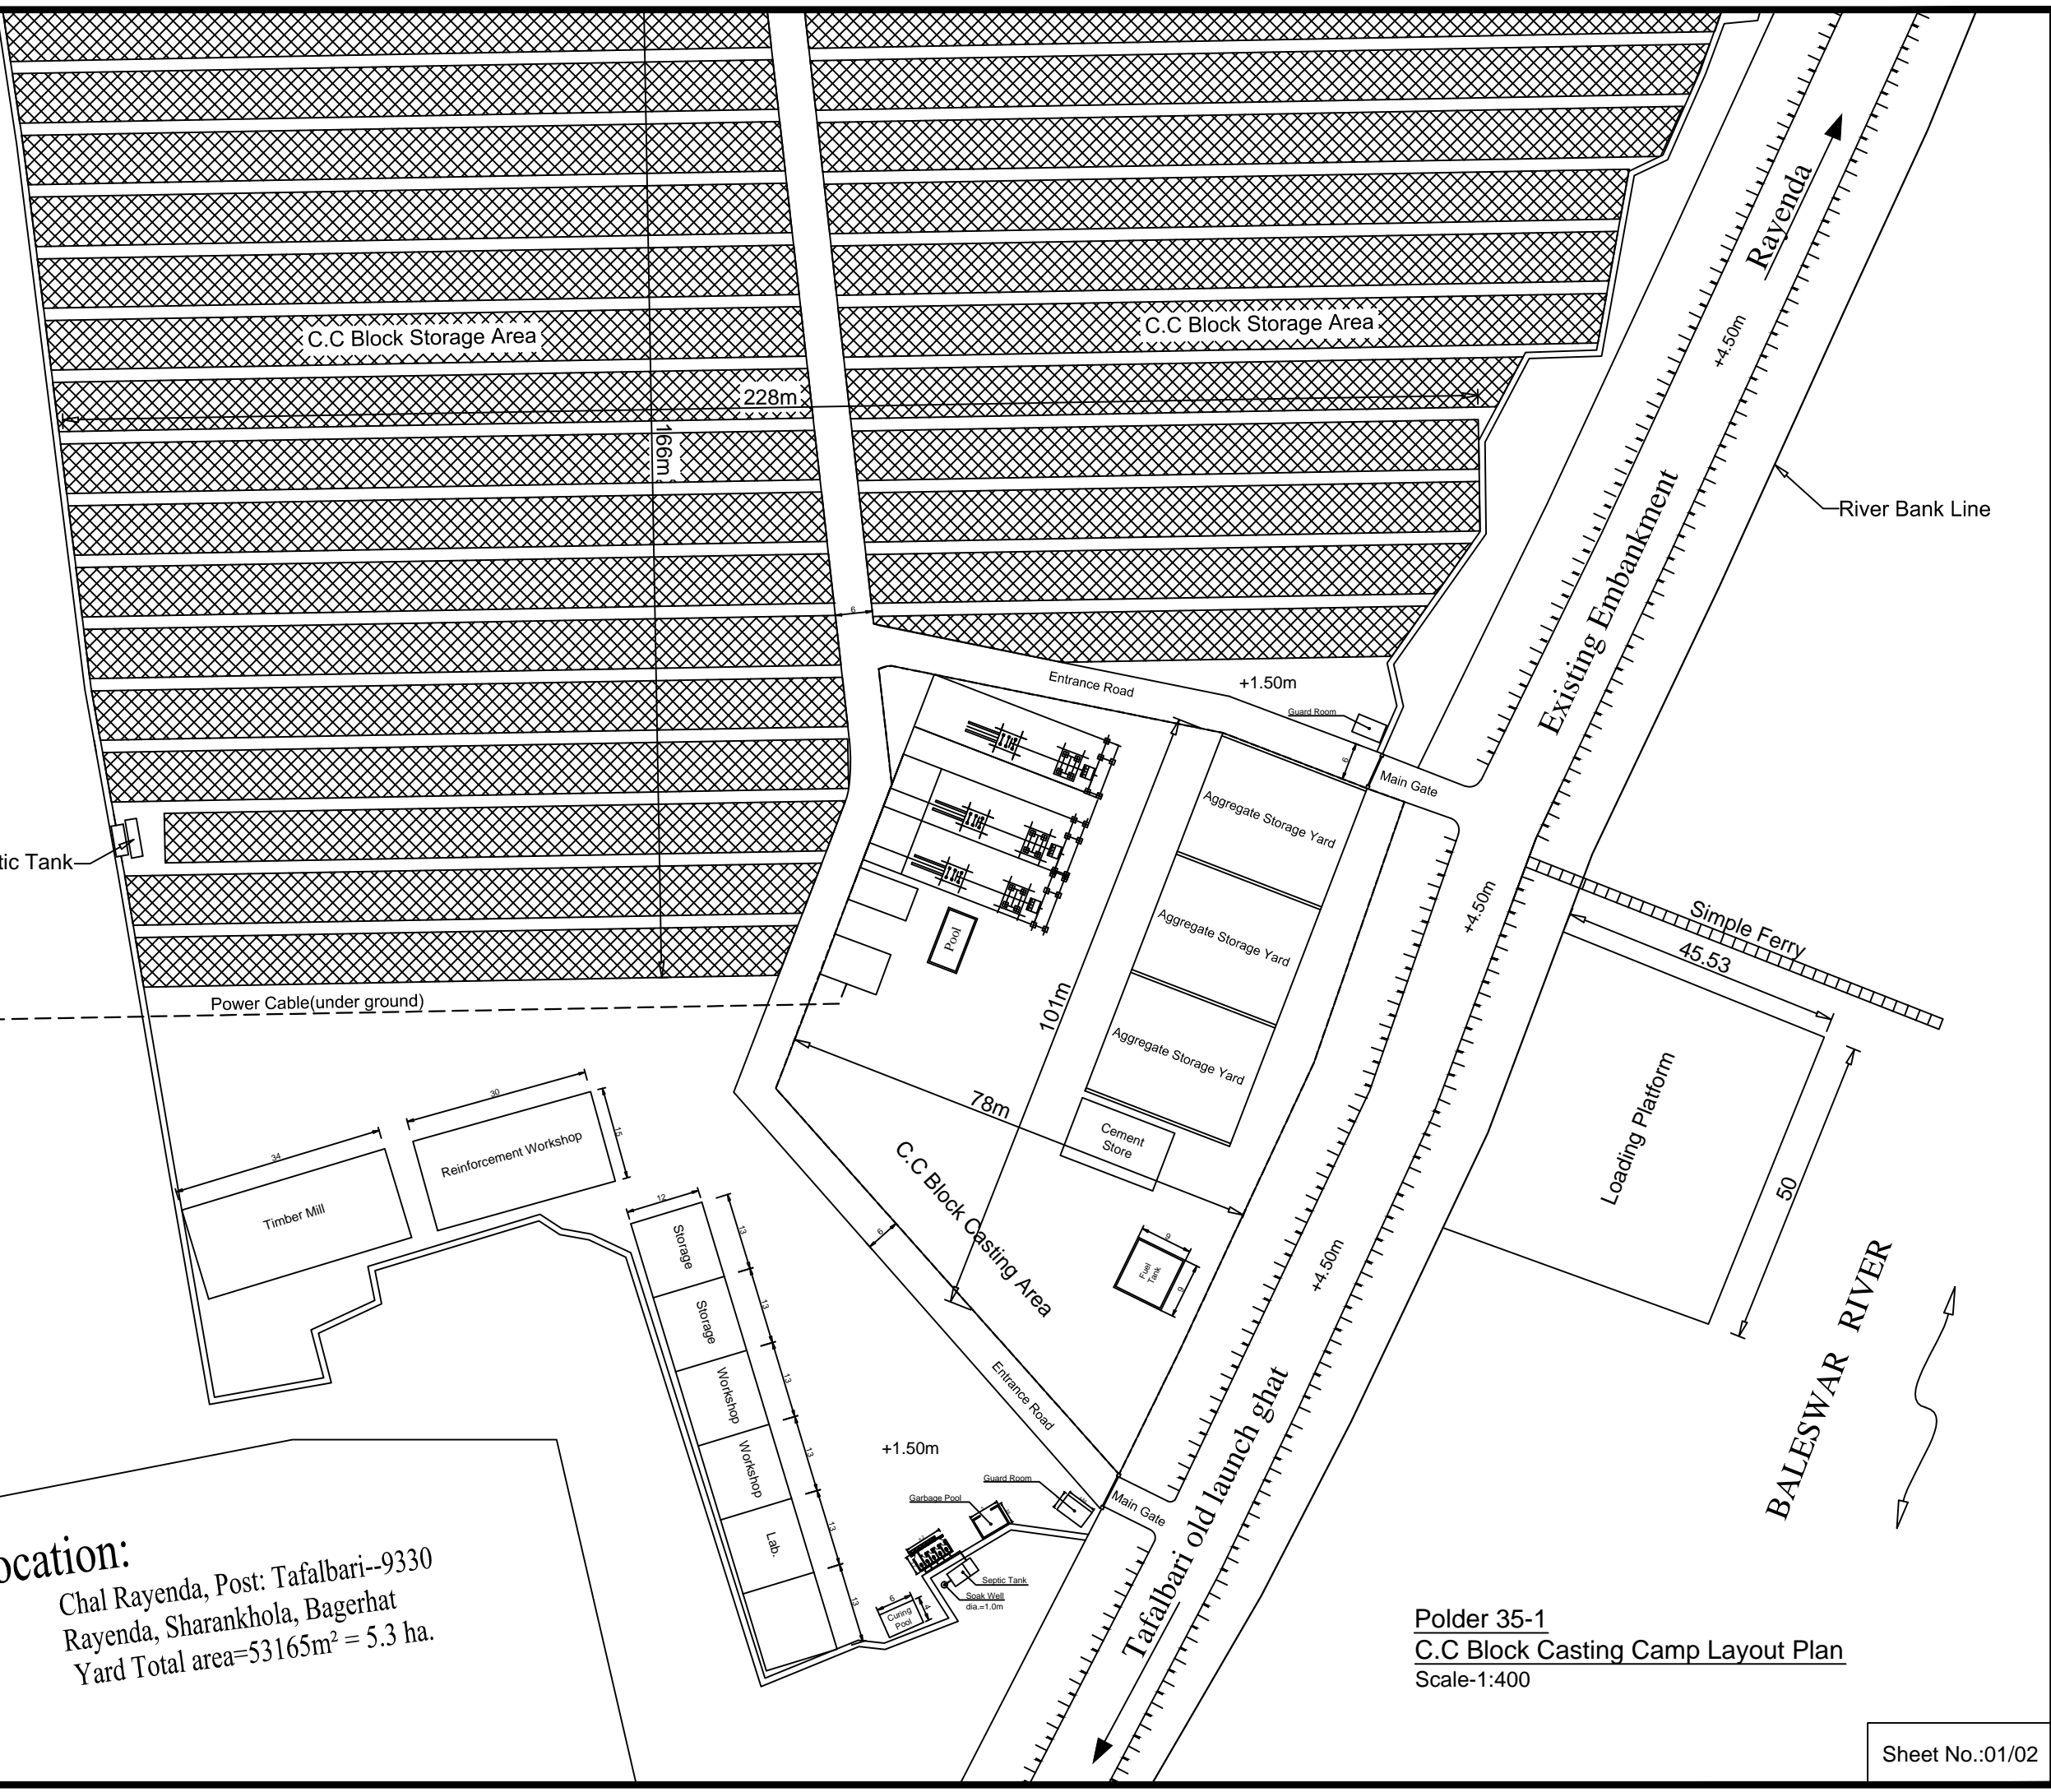 C.C Block Storage Area
C.C Block Storage Area
228m
166m
Rayenda
+4.50m
Existing Embankment
River Bank Line
6
Entrance Road
+1.50m
Guard Room
6
Main Gate
Aggregate Storage Yard
Aggregate Storage Yard
Aggregate Storage Yard
Pool
tic Tank
+4.50m
Simple Ferry
45.53
Power Cable(under ground)
101m
78m
Cement
Store
Loading Platform
50
30
15
Reinforcement Workshop
34
Timber Mill
12
Storage
13
Storage
13
Workshop
13
Workshop
13
Lab.
13
13
6
C.C Block Casting Area
9
Fuel
Tank
9
+4.50m
BALESWAR RIVER
Entrance Road
+1.50m
Guard Room
Main Gate
Garbage Pool
Septic Tank
Soak Well
dia.=1.0m
6
4
Curing
Pool
Tafalbari old launch ghat
ocation:
Chal Rayenda, Post: Tafalbari--9330
Rayenda, Sharankhola, Bagerhat
Yard Total area=53165m² = 5.3 ha.
Polder 35-1
C.C Block Casting Camp Layout Plan
Scale-1:400
Sheet No.:01/02